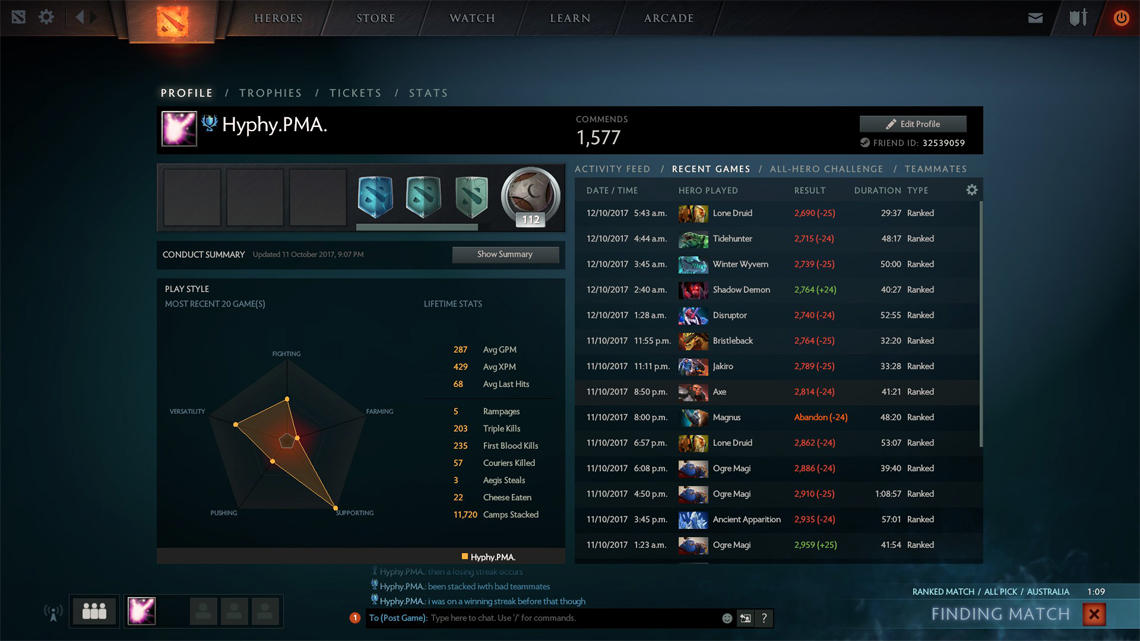 HEROES STORE WATCH LEARN ARCADE
PROFILE / TROPHIES / TICKETS / STATS
Hyphy.PMA.
COMMENDS
1,577
Edit Profile
FRIEND ID: 32539059
112
CONDUCT SUMMARY Updated 11 October 2017, 9:07 PM Show Summary
PLAY STYLE
MOST RECENT 20 GAME(S)
FIGHTING
VERSATILITY FARMING
PUSHING SUPPORTING
Hyphy.PMA.
LIFETIME STATS
287 Avg GPM
429 Avg XPM
68 Avg Last Hits
5 Rampages
203 Triple Kills
235 First Blood Kills
57 Couriers Killed
3 Aegis Steals
22 Cheese Eaten
11,720 Camps Stacked
ACTIVITY FEED / RECENT GAMES / ALL-HERO CHALLENGE / TEAMMATES
DATE / TIME HERO PLAYED RESULT DURATION TYPE
12/10/2017 5:43 a.m. Lone Druid 2,690 (-25) 29:37 Ranked
12/10/2017 4:44 a.m. Tidehunter 2,715 (-24) 48:17 Ranked
12/10/2017 3:45 a.m. Winter Wyvern 2,739 (-25) 50:00 Ranked
12/10/2017 2:40 a.m. Shadow Demon 2,764 (+24) 40:27 Ranked
12/10/2017 1:28 a.m. Disruptor 2,740 (-24) 52:55 Ranked
11/10/2017 11:55 p.m. Bristleback 2,764 (-25) 32:20 Ranked
11/10/2017 11:11 p.m. Jakiro 2,789 (-25) 33:28 Ranked
11/10/2017 8:50 p.m. Axe 2,814 (-24) 41:21 Ranked
11/10/2017 8:00 p.m. Magnus Abandon (-24) 48:20 Ranked
11/10/2017 6:57 p.m. Lone Druid 2,862 (-24) 53:07 Ranked
11/10/2017 6:08 p.m. Ogre Magi 2,886 (-24) 39:40 Ranked
11/10/2017 4:50 p.m. Ogre Magi 2,910 (-25) 1:08:57 Ranked
11/10/2017 3:45 p.m. Ancient Apparition 2,935 (-24) 57:01 Ranked
11/10/2017 1:23 a.m. Ogre Magi 2,959 (+25) 41:54 Ranked
Hyphy.PMA.: then a losing streak occurs
Hyphy.PMA.: been stacked iwth bad teammates
Hyphy.PMA.: i was on a winning streak before that though
1 To (Post Game): Type here to chat. Use '/' for commands. ?
RANKED MATCH / ALL PICK / AUSTRALIA 1:09
FINDING MATCH